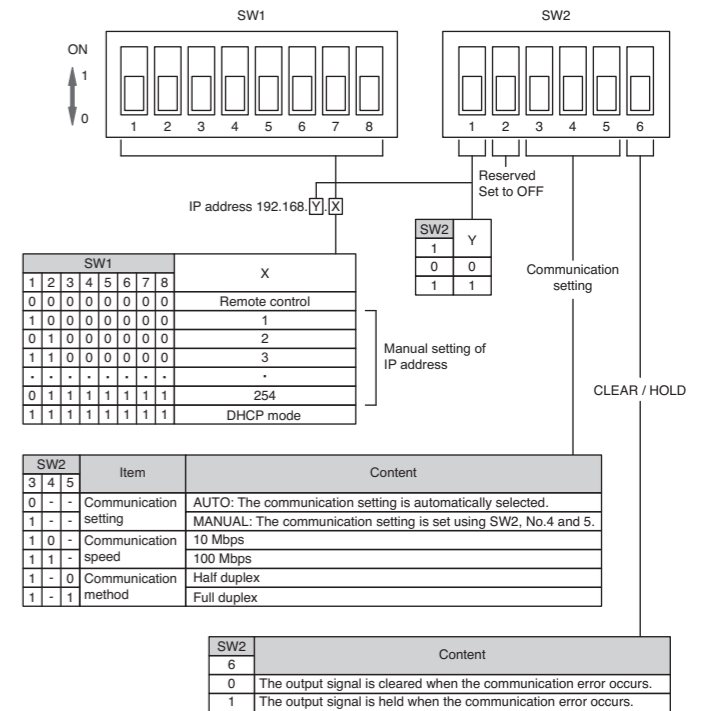 SW1
SW2
ON
1
0
1 2 3 4 5 6 7 8
1 2 3 4 5 6
Reserved
Set to OFF
IP address 192.168.Y.X
SW2
1
Y
0 0
1 1
Communication
setting
CLEAR / HOLD
SW1
X
1 2 3 4 5 6 7 8
0 0 0 0 0 0 0 0 Remote control
1 0 0 0 0 0 0 0 1
0 1 0 0 0 0 0 0 2
1 1 0 0 0 0 0 0 3
· · · · · · · · ·
0 1 1 1 1 1 1 1 254
1 1 1 1 1 1 1 1 DHCP mode
Manual setting of
IP address
SW2
Item
Content
3 4 5
0 - - Communication setting AUTO: The communication setting is automatically selected.
1 - - MANUAL: The communication setting is set using SW2, No.4 and 5.
1 0 - Communication speed 10 Mbps
1 1 - 100 Mbps
1 - 0 Communication method Half duplex
1 - 1 Full duplex
SW2
6
Content
0 The output signal is cleared when the communication error occurs.
1 The output signal is held when the communication error occurs.